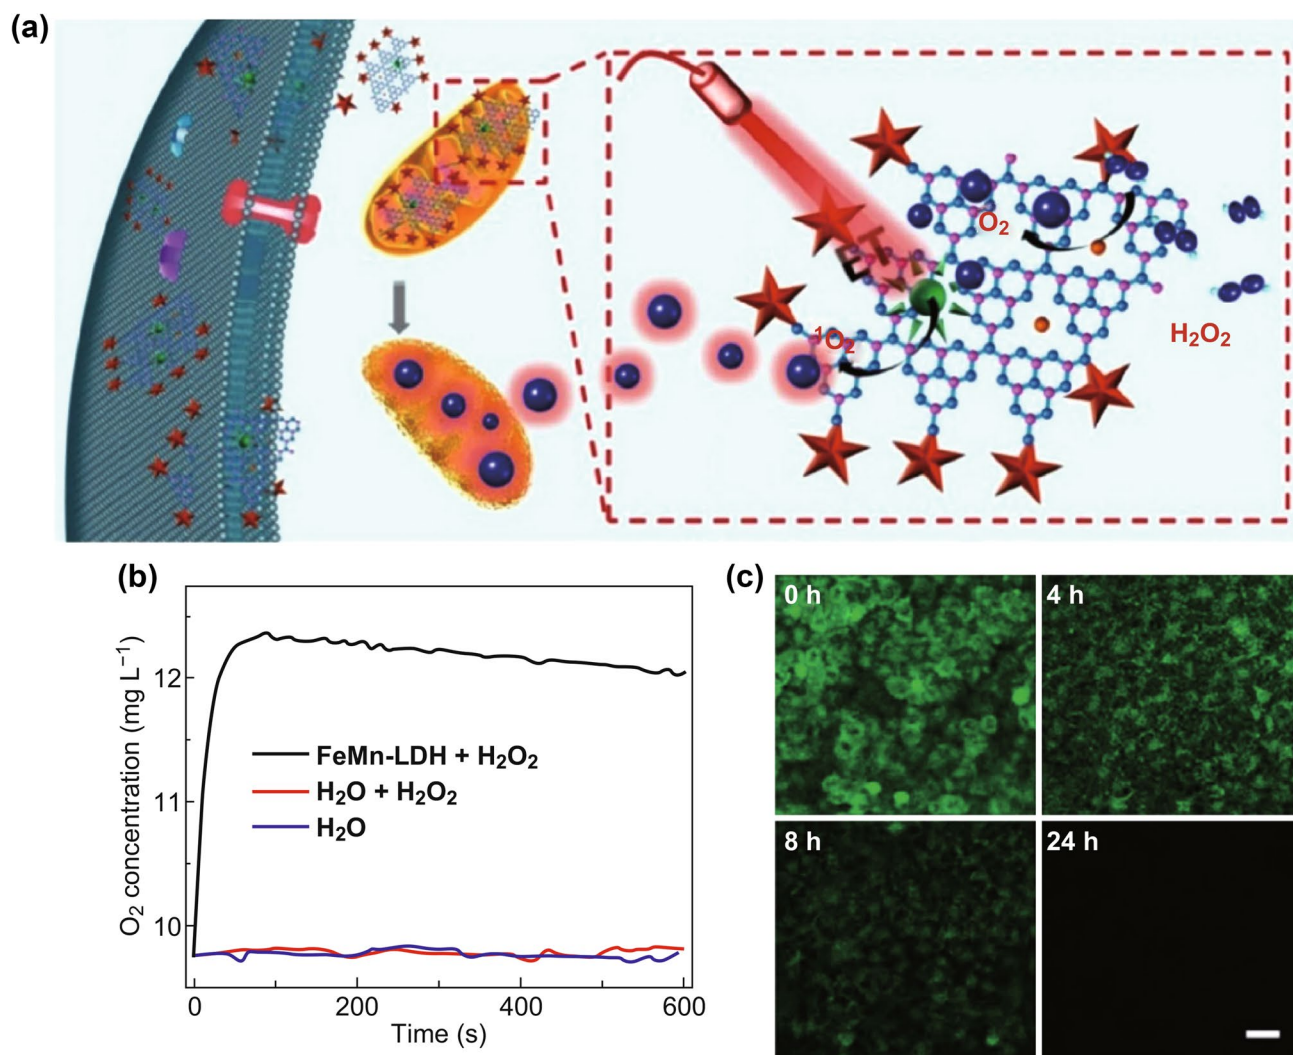 (a)
ET
O₂
¹O₂
H₂O₂
(b)
O₂ concentration (mg L⁻¹)
12
11
10
FeMn-LDH + H₂O₂
H₂O + H₂O₂
H₂O
0
200
400
600
Time (s)
(c)
0 h
4 h
8 h
24 h